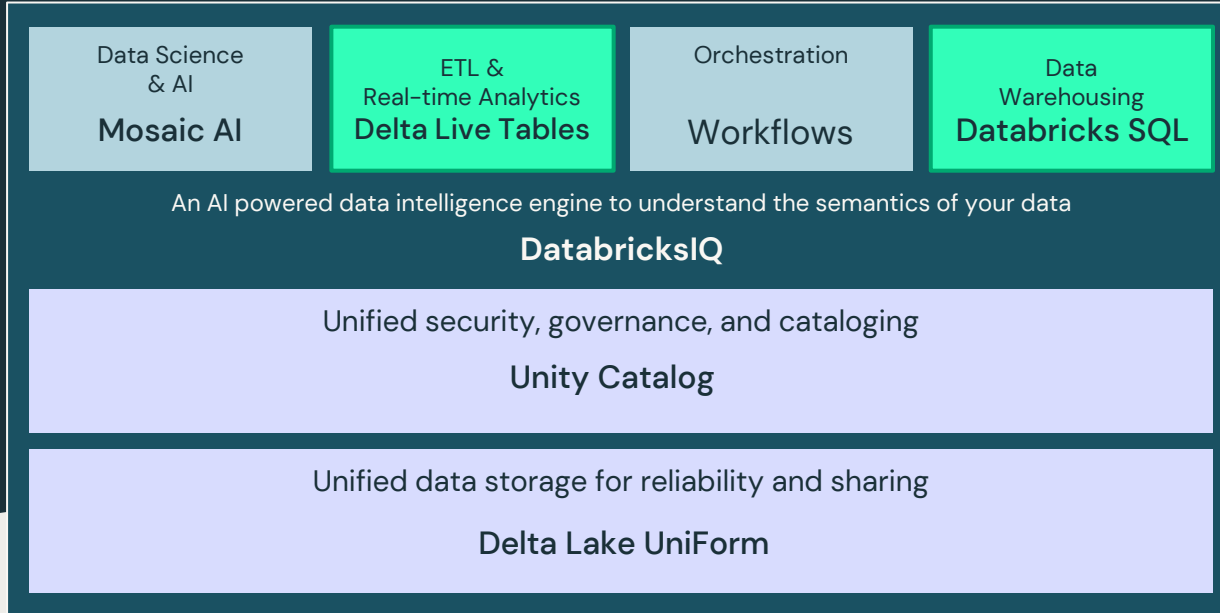 Data Science
& AI
Mosaic AI
ETL &
Real-time Analytics
Delta Live Tables
Orchestration
Workflows
Data
Warehousing
Databricks SQL
An AI powered data intelligence engine to understand the semantics of your data
DatabricksIQ
Unified security, governance, and cataloging
Unity Catalog
Unified data storage for reliability and sharing
Delta Lake UniForm